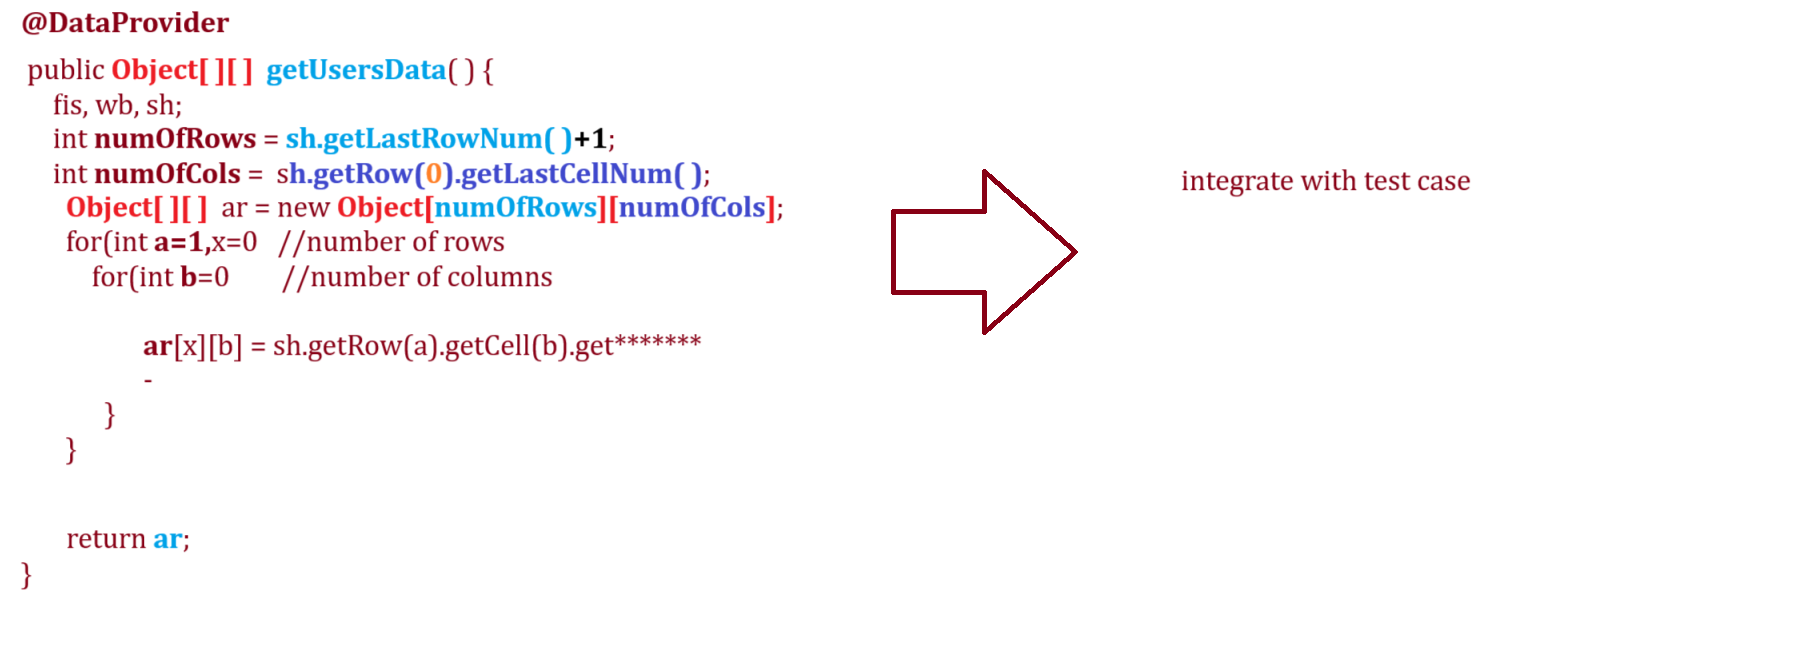 @DataProvider
public Object[ ][ ] getUsersData( ) {
fis, wb, sh;
int numOfRows = sh.getLastRowNum( )+1;
int numOfCols = sh.getRow(0).getLastCellNum( );
Object[ ][ ] ar = new Object[numOfRows][numOfCols];
for(int a=1,x=0 //number of rows
for(int b=0 //number of columns
ar[x][b] = sh.getRow(a).getCell(b).get*******
-
}
}
return ar;
}
integrate with test case